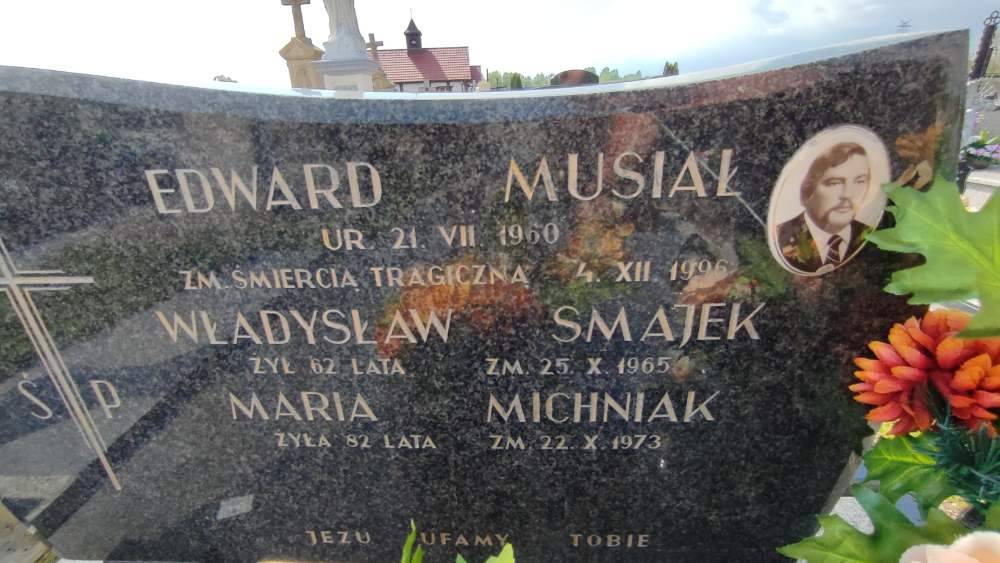 EDWARD MUSIAŁ
UR. 21. VII. 1960
ZM. ŚMIERCIĄ TRAGICZNĄ 4. XII 1996
WŁADYSŁAW SMAJEK
ŻYŁ 62 LATA ZM. 25. X. 1965.
MARIA MICHNIAK
ŻYŁA 82 LATA ZM. 22. X. 1973
Ś P
JEZU UFAMY TOBIE